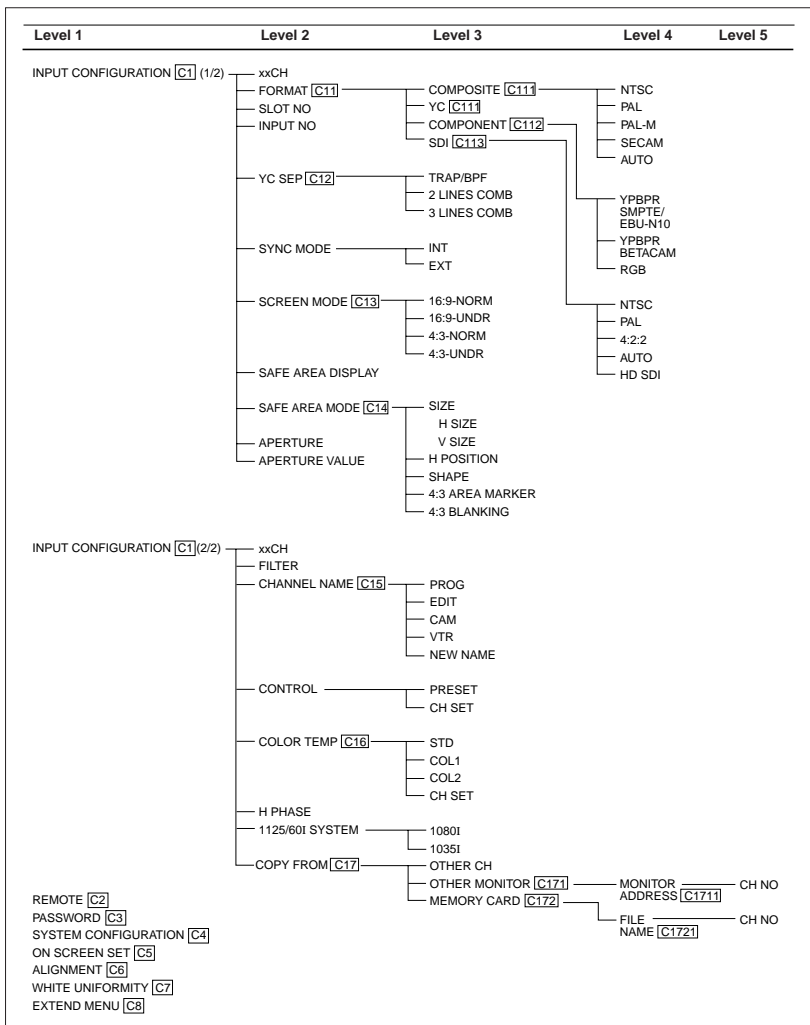 Level 1 Level 2 Level 3 Level 4 Level 5
INPUT CONFIGURATION C1 (1/2) xxCH
FORMAT C11 COMPOSITE C111 NTSC
SLOT NO YC C111 PAL
INPUT NO COMPONENT C112 PAL-M
SDI C113 SECAM
AUTO
YC SEP C12 TRAP/BPF
2 LINES COMB YPBPR
3 LINES COMB SMPTE/
EBU-N10
YPBPR
SYNC MODE INT BETACAM
EXT RGB
SCREEN MODE C13 16:9-NORM NTSC
16:9-UNDR PAL
4:3-NORM 4:2:2
4:3-UNDR AUTO
SAFE AREA DISPLAY HD SDI
SAFE AREA MODE C14 SIZE
H SIZE
APERTURE V SIZE
APERTURE VALUE H POSITION
SHAPE
4:3 AREA MARKER
4:3 BLANKING
INPUT CONFIGURATION C1 (2/2) xxCH
FILTER
CHANNEL NAME C15 PROG
EDIT
CAM
VTR
NEW NAME
CONTROL PRESET
CH SET
COLOR TEMP C16 STD
COL1
COL2
CH SET
H PHASE
1125/60I SYSTEM 1080I
1035I
COPY FROM C17 OTHER CH
OTHER MONITOR C171 MONITOR CH NO
ADDRESS C1711
MEMORY CARD C172
FILE CH NO
NAME C1721
REMOTE C2
PASSWORD C3
SYSTEM CONFIGURATION C4
ON SCREEN SET C5
ALIGNMENT C6
WHITE UNIFORMITY C7
EXTEND MENU C8